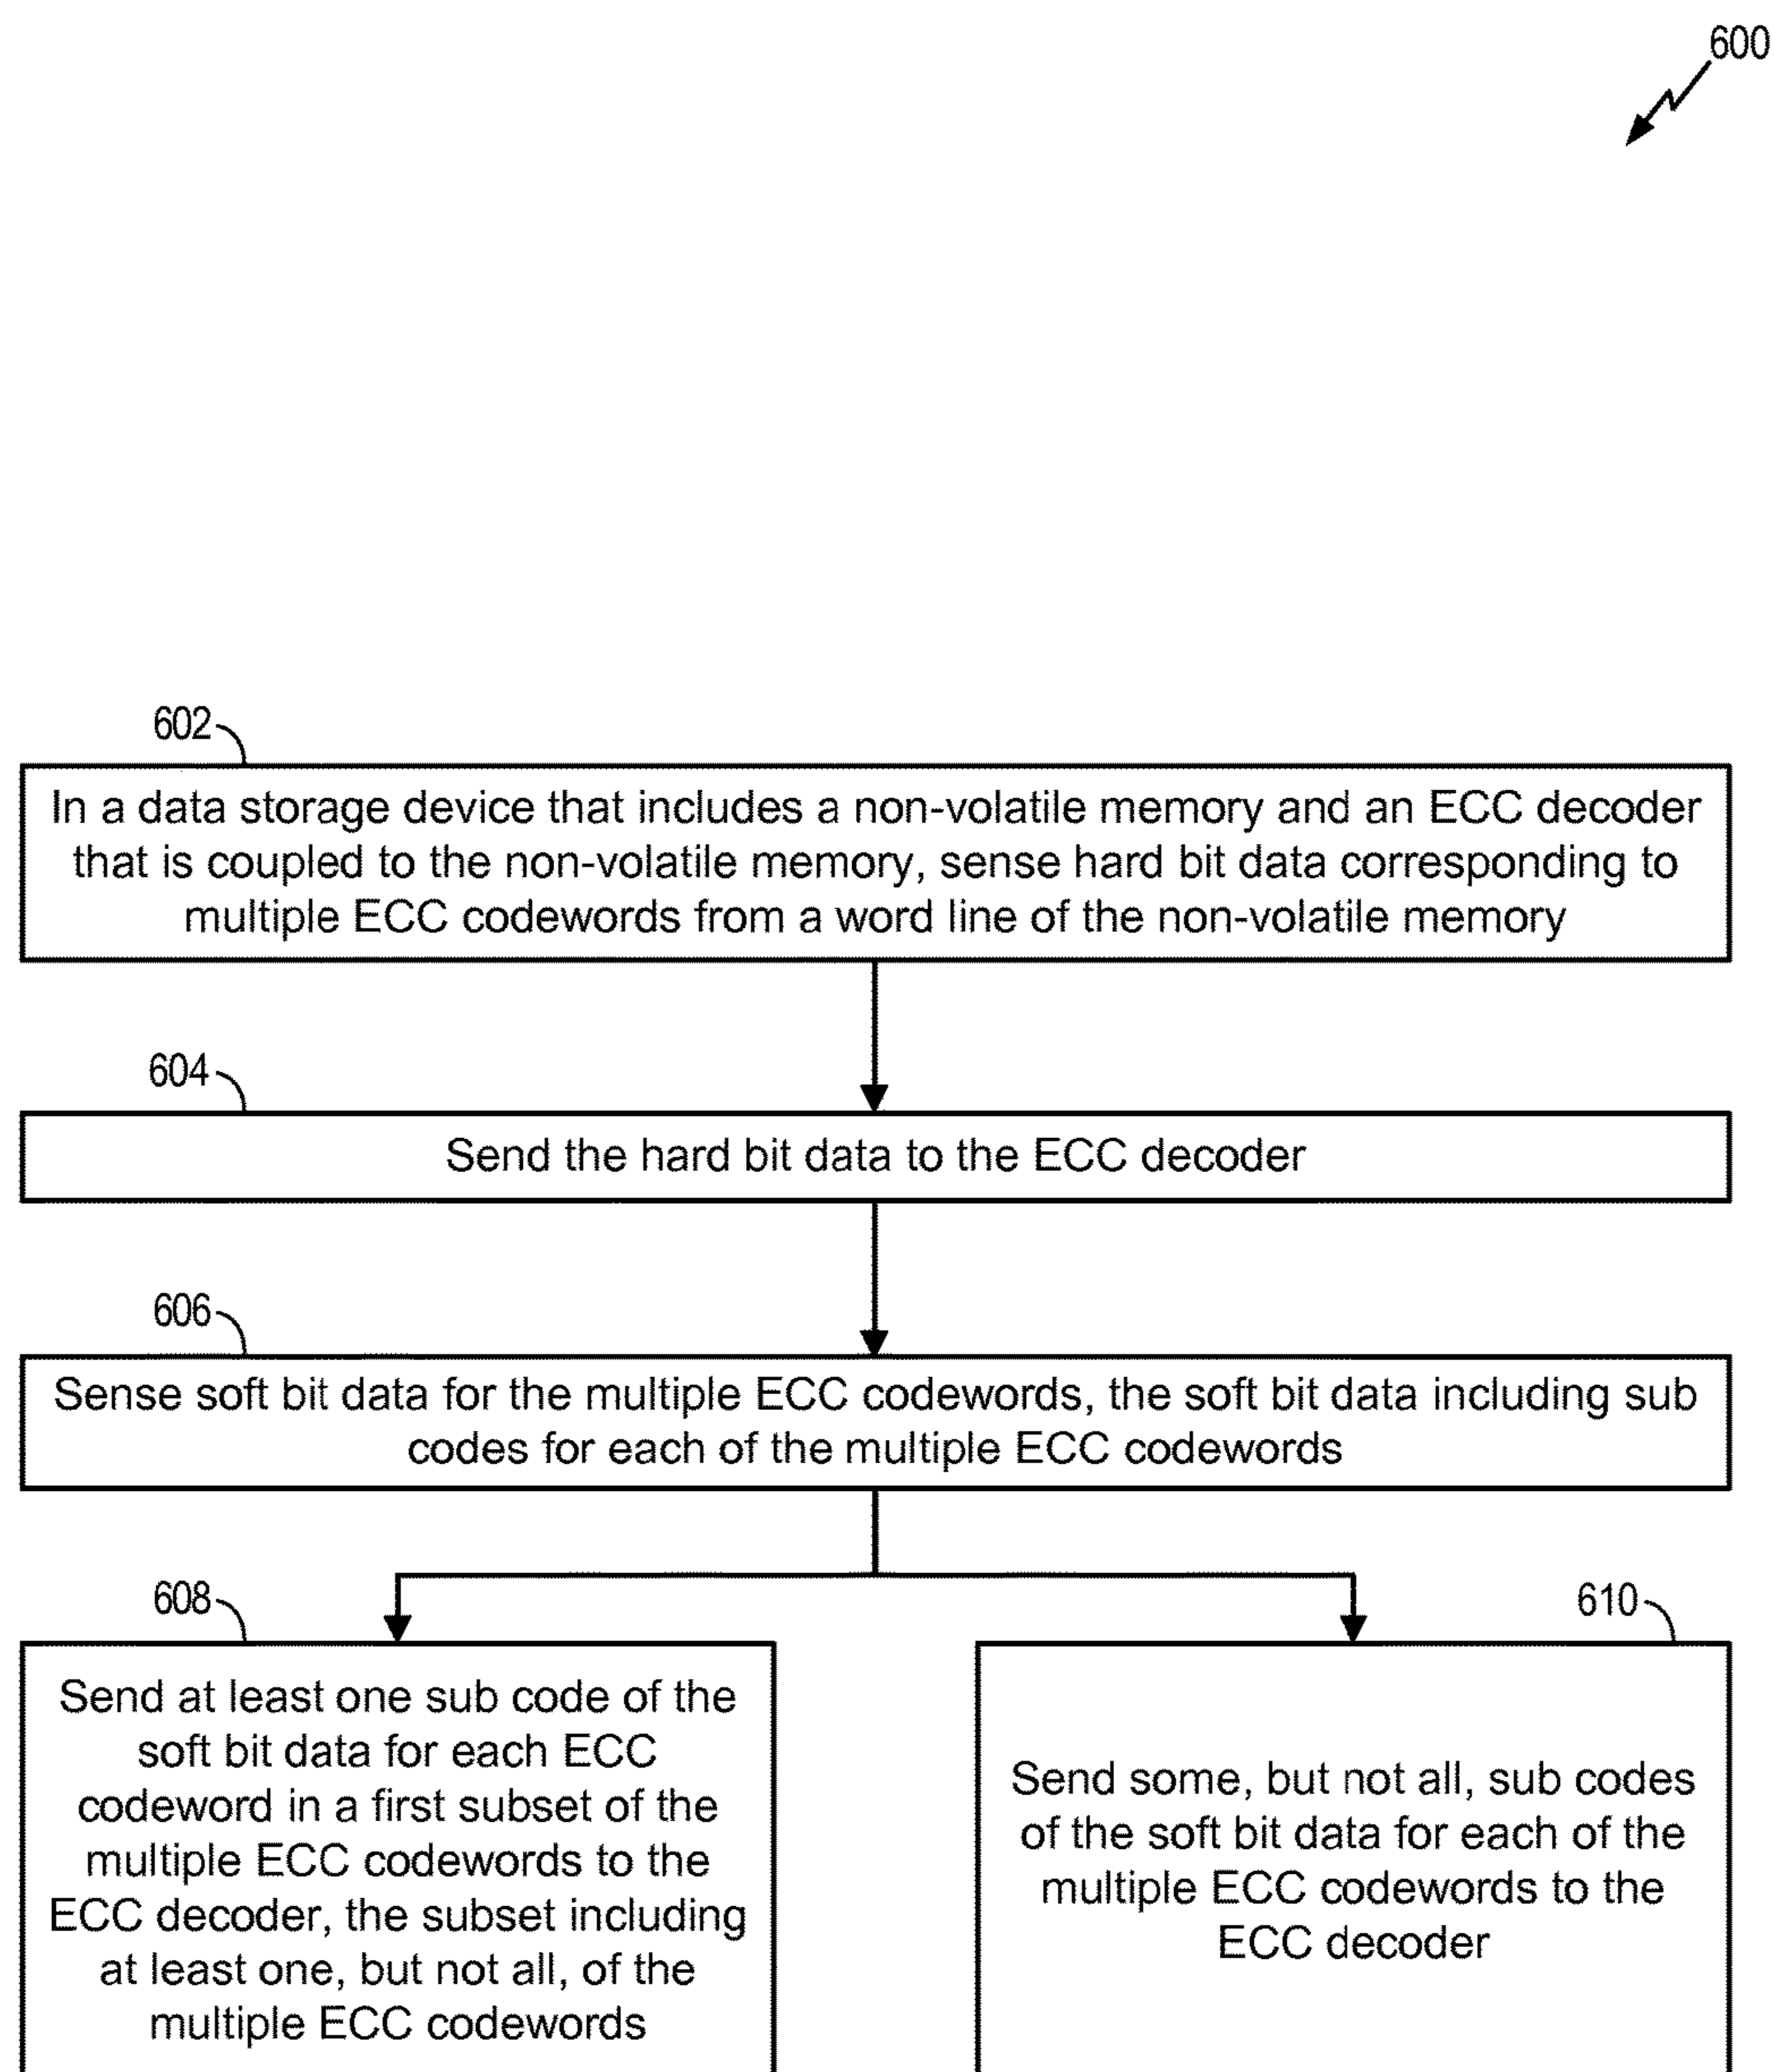 600
602
In a data storage device that includes a non-volatile memory and an ECC decoder
that is coupled to the non-volatile memory, sense hard bit data corresponding to
multiple ECC codewords from a word line of the non-volatile memory
604
Send the hard bit data to the ECC decoder
606
Sense soft bit data for the multiple ECC codewords, the soft bit data including sub
codes for each of the multiple ECC codewords
608
Send at least one sub code of the
soft bit data for each ECC
codeword in a first subset of the
multiple ECC codewords to the
ECC decoder, the subset including
at least one, but not all, of the
multiple ECC codewords
610
Send some, but not all, sub codes
of the soft bit data for each of the
multiple ECC codewords to the
ECC decoder